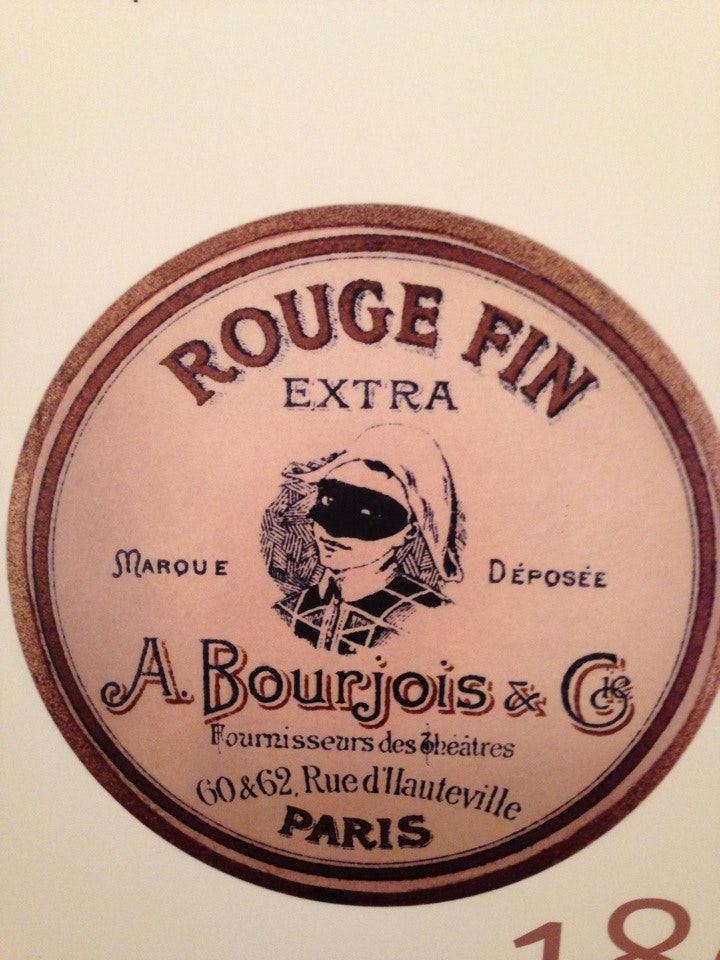 ROUGE FIN
EXTRA
MARQUE DÉPOSÉE
A. Bourjois & Cie
Fournisseurs des théâtres
60 & 62, Rue d'Hauteville
PARIS
18